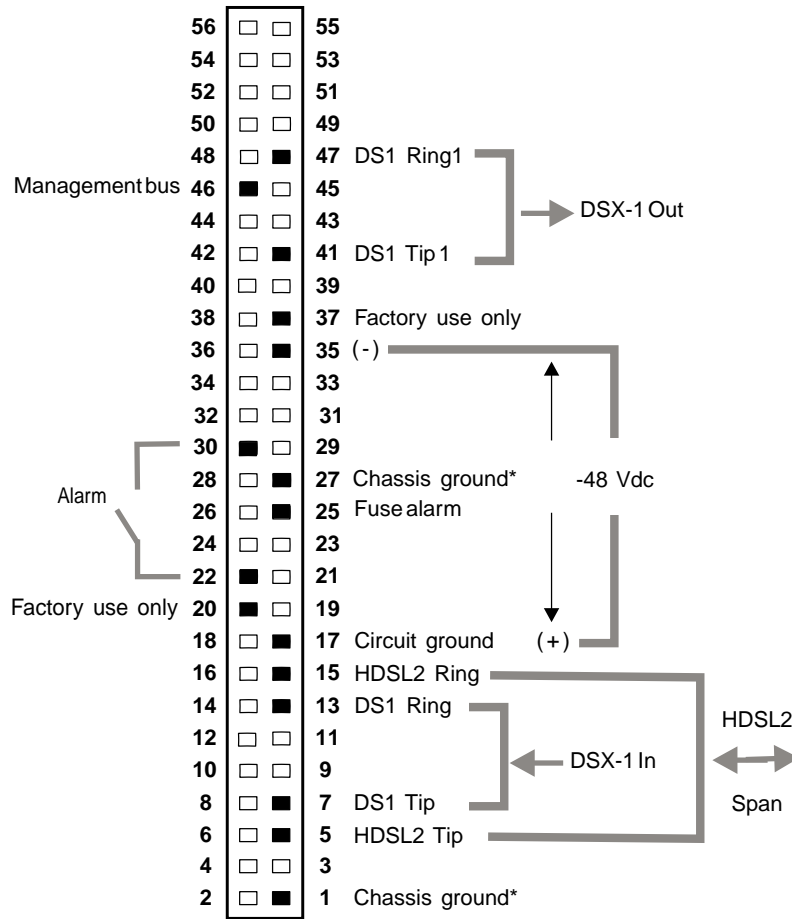 56 55
54 53
52 51
50 49
48 47 DS1 Ring1
Management bus 46 45
DSX-1 Out
44 43
42 41 DS1 Tip 1
40 39
38 37 Factory use only
36 35 (-)
34 33
32 31
30 29
28 27 Chassis ground* -48 Vdc
Alarm
26 25 Fuse alarm
24 23
22 21
Factory use only 20 19
18 17 Circuit ground (+)
16 15 HDSL2 Ring
14 13 DS1 Ring
HDSL2
12 11
DSX-1 In
10 9
8 7 DS1 Tip
Span
6 5 HDSL2 Tip
4 3
2 1 Chassis ground*